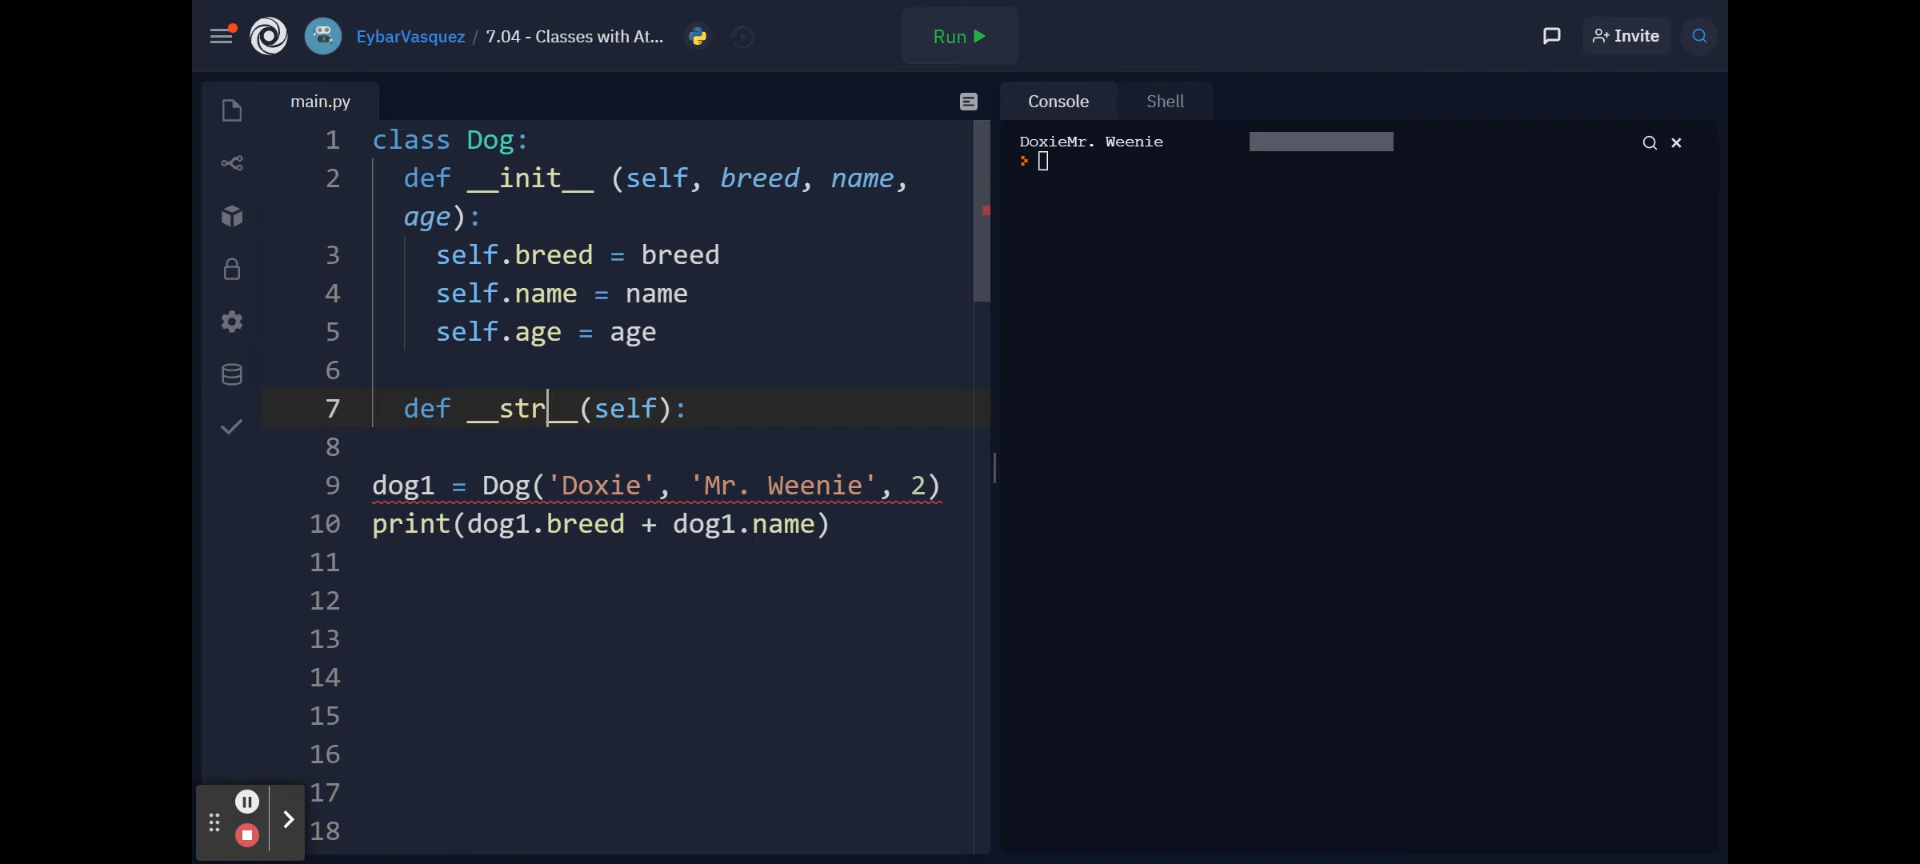 EybarVasquez / 7.04 - Classes with At...
Run
Invite
main.py
Console
Shell
1 class Dog:
2 def __init__ (self, breed, name,
age):
3 self.breed = breed
4 self.name = name
5 self.age = age
6
7 def __str__(self):
8
9 dog1 = Dog('Doxie', 'Mr. Weenie', 2)
10 print(dog1.breed + dog1.name)
11
12
13
14
15
16
17
18
DoxieMr. Weenie